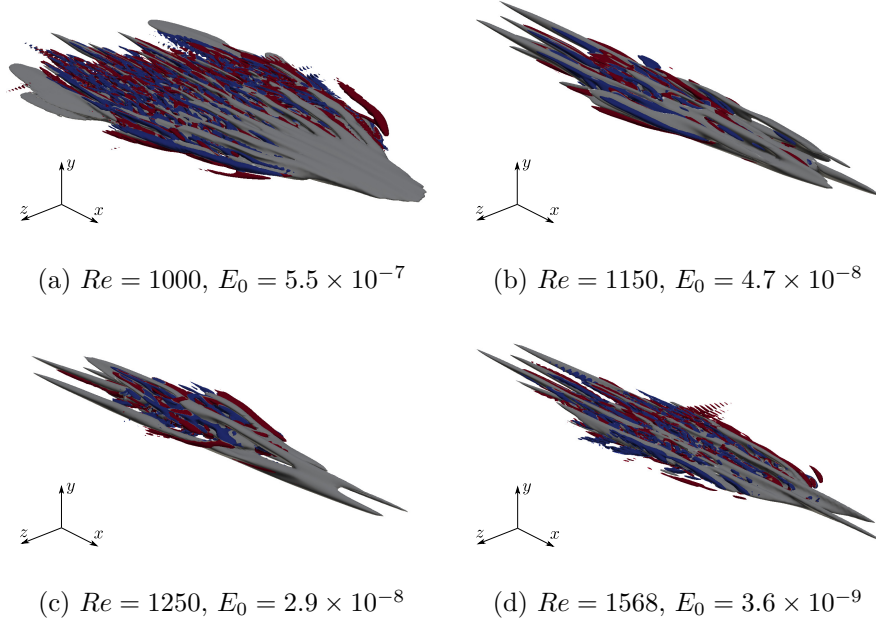 y
z
x
y
z
x
(a) Re = 1000, E₀ = 5.5 × 10⁻⁷
(b) Re = 1150, E₀ = 4.7 × 10⁻⁸
y
z
x
y
z
x
(c) Re = 1250, E₀ = 2.9 × 10⁻⁸
(d) Re = 1568, E₀ = 3.6 × 10⁻⁹